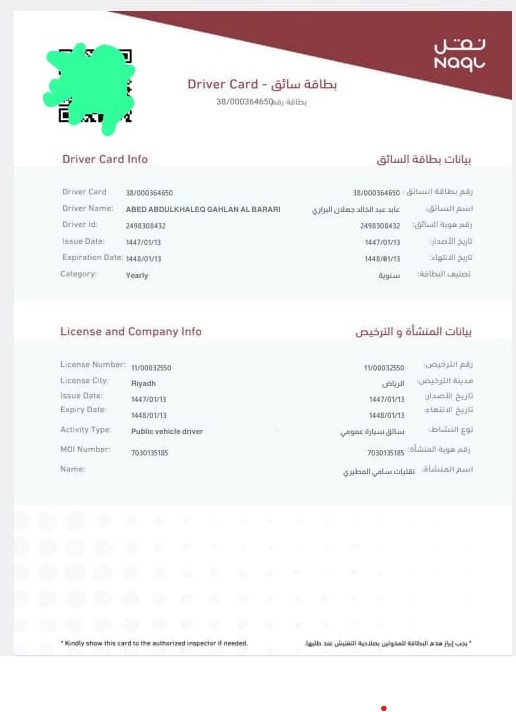 نقل
Naql
Driver Card - بطاقة سائق
38/000364650 بطاقة رقم
Driver Card Info
بيانات بطاقة السائق
Driver Card 38/000364650
رقم بطاقة السائق : 38/000364650
Driver Name: ABED ABDULKHALEQ GAHLAN AL BARARI
اسم السائق: عابد عبد الخالد جهلان البراري
Driver Id: 2498308432
رقم هوية السائق: 2498308432
Issue Date: 1447/01/13
تاريخ الأصدار: 1447/01/13
Expiration Date: 1448/01/13
تاريخ الانتهاء: 1448/01/13
Category: Yearly
تصنيف البطاقة: سنوية
License and Company Info
بيانات المنشأة و الترخيص
License Number: 11/00032550
رقم الترخيص: 11/00032550
License City: Riyadh
مدينة الترخيص: الرياض
Issue Date: 1447/01/13
تاريخ الأصدار: 1447/01/13
Expiry Date: 1448/01/13
تاريخ الانتهاء: 1448/01/13
Activity Type: Public vehicle driver
نوع النشاط: سائق سيارة عمومي
MOI Number: 7030135185
رقم هوية المنشأة: 7030135185
Name:
اسم المنشأة: نقليات سامي المطيري
* Kindly show this card to the authorized inspector if needed.
* يجب إبراز هذه البطاقة للمخولين بصلاحية التفتيش عند طلبها.